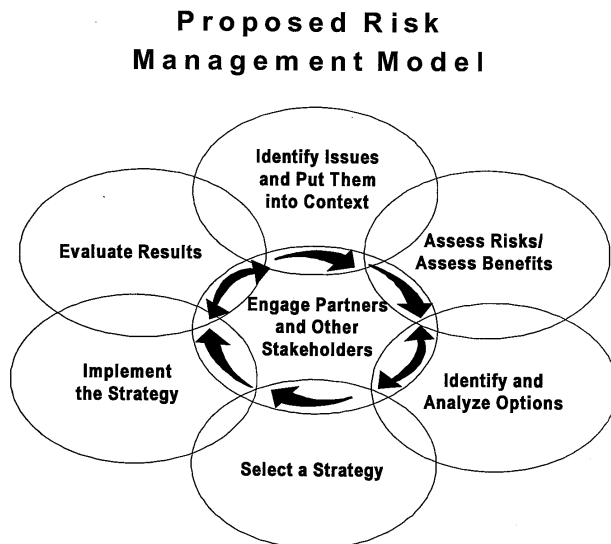 Proposed Risk
Management Model
Identify Issues
and Put Them
into Context
Assess Risks/
Assess Benefits
Identify and
Analyze Options
Select a Strategy
Implement
the Strategy
Evaluate Results
Engage Partners
and Other
Stakeholders